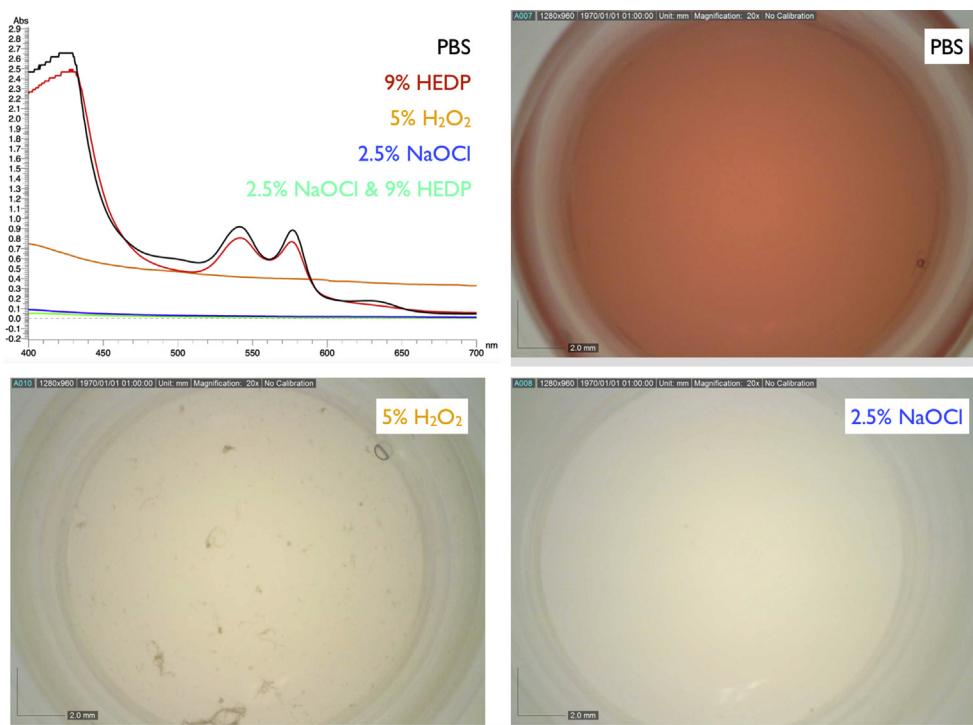 Abs
2.9
2.8
2.7
2.6
2.5
2.4
2.3
2.2
2.1
2.0
1.9
1.8
1.7
1.6
1.5
1.4
1.3
1.2
1.1
1.0
0.9
0.8
0.7
0.6
0.5
0.4
0.3
0.2
0.1
0.0
-0.1
-0.2
400 450 500 550 600 650 700
nm
PBS
9% HEDP
5% H₂O₂
2.5% NaOCl
2.5% NaOCl & 9% HEDP
A007 1280x960 1970/01/01 01:00:00 Unit: mm Magnification: 20x No Calibration
PBS
2.0 mm
A010 1280x960 1970/01/01 01:00:00 Unit: mm Magnification: 20x No Calibration
5% H₂O₂
2.0 mm
A008 1280x960 1970/01/01 01:00:00 Unit: mm Magnification: 20x No Calibration
2.5% NaOCl
2.0 mm